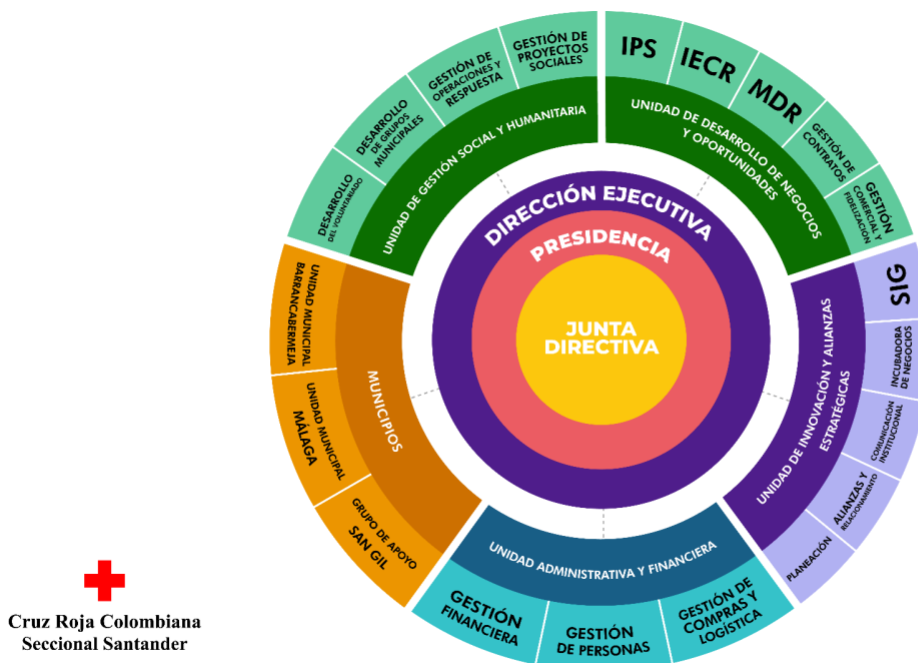 JUNTA
DIRECTIVA
PRESIDENCIA
DIRECCIÓN EJECUTIVA
UNIDAD DE GESTIÓN SOCIAL Y HUMANITARIA
DESARROLLO
DEL VOLUNTARIADO
DESARROLLO
DE GRUPOS
MUNICIPALES
GESTIÓN DE
OPERACIONES Y
RESPUESTA
GESTIÓN DE
PROYECTOS
SOCIALES
UNIDAD DE DESARROLLO DE NEGOCIOS
Y OPORTUNIDADES
IPS
IECR
MDR
GESTIÓN DE
CONTRATOS
GESTIÓN
COMERCIAL Y
FIDELIZACIÓN
UNIDAD DE INNOVACIÓN Y ALIANZAS
ESTRATÉGICAS
SIG
INCUBADORA
DE NEGOCIOS
COMUNICACIÓN
INSTITUCIONAL
ALIANZAS Y
RELACIONAMIENTO
PLANEACIÓN
UNIDAD ADMINISTRATIVA Y FINANCIERA
GESTIÓN
FINANCIERA
GESTIÓN
DE PERSONAS
GESTIÓN DE
COMPRAS Y
LOGÍSTICA
MUNICIPIOS
UNIDAD MUNICIPAL
BARRANCABERMEJA
UNIDAD MUNICIPAL
MÁLAGA
GRUPO DE APOYO
SAN GIL
Cruz Roja Colombiana
Seccional Santander